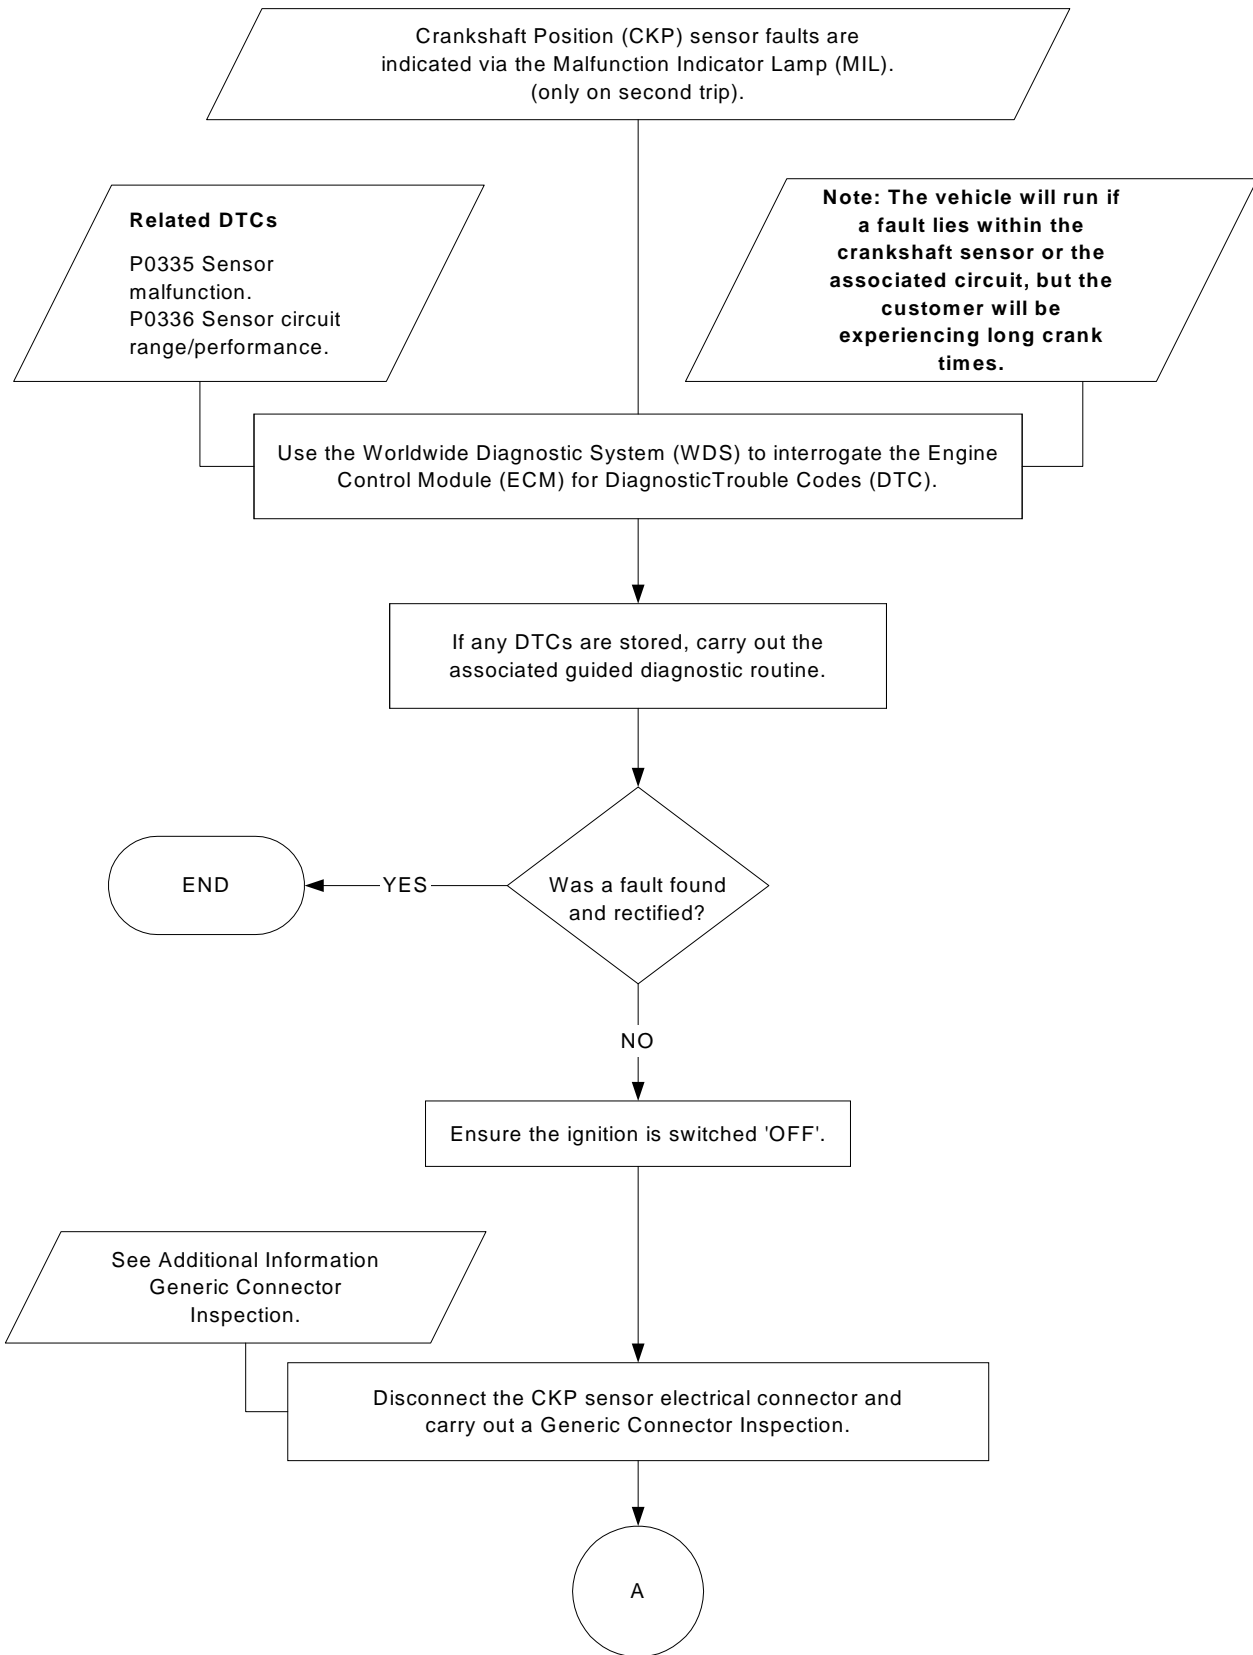 Crankshaft Position (CKP) sensor faults are
indicated via the Malfunction Indicator Lamp (MIL).
(only on second trip).
Related DTCs
P0335 Sensor
malfunction.
P0336 Sensor circuit
range/performance.
Note: The vehicle will run if
a fault lies within the
crankshaft sensor or the
associated circuit, but the
customer will be
experiencing long crank
times.
Use the Worldwide Diagnostic System (WDS) to interrogate the Engine
Control Module (ECM) for DiagnosticTrouble Codes (DTC).
If any DTCs are stored, carry out the
associated guided diagnostic routine.
Was a fault found
and rectified?
YES
END
NO
Ensure the ignition is switched 'OFF'.
See Additional Information
Generic Connector
Inspection.
Disconnect the CKP sensor electrical connector and
carry out a Generic Connector Inspection.
A